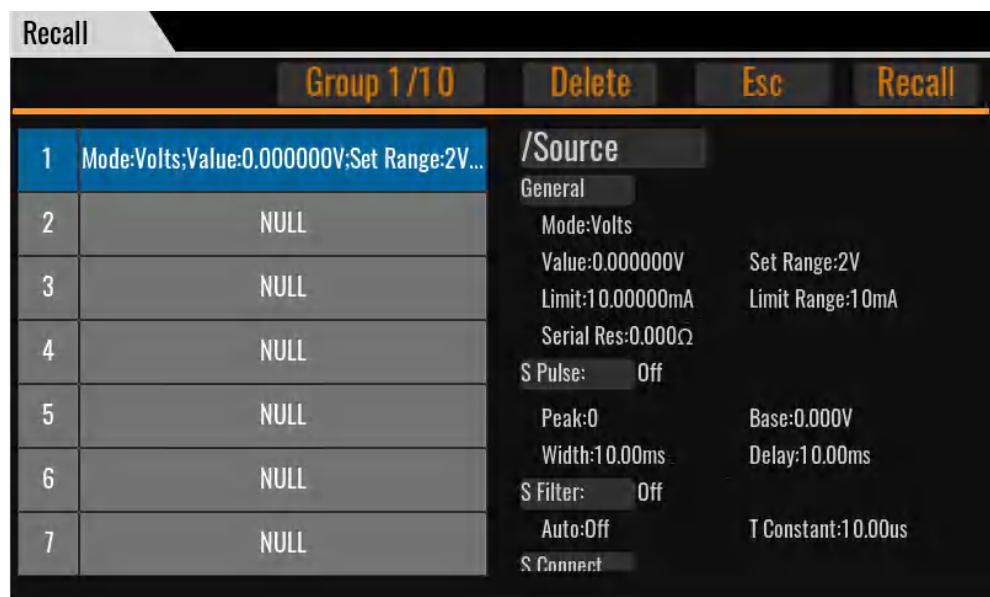 Recall
Group 1/10 Delete Esc Recall
1 Mode:Volts;Value:0.000000V;Set Range:2V...
2 NULL
3 NULL
4 NULL
5 NULL
6 NULL
7 NULL
/Source
General
Mode:Volts
Value:0.000000V Set Range:2V
Limit:10.00000mA Limit Range:10mA
Serial Res:0.000Ω
S Pulse: Off
Peak:0 Base:0.000V
Width:10.00ms Delay:10.00ms
S Filter: Off
Auto:Off T Constant:10.00us
S Connect